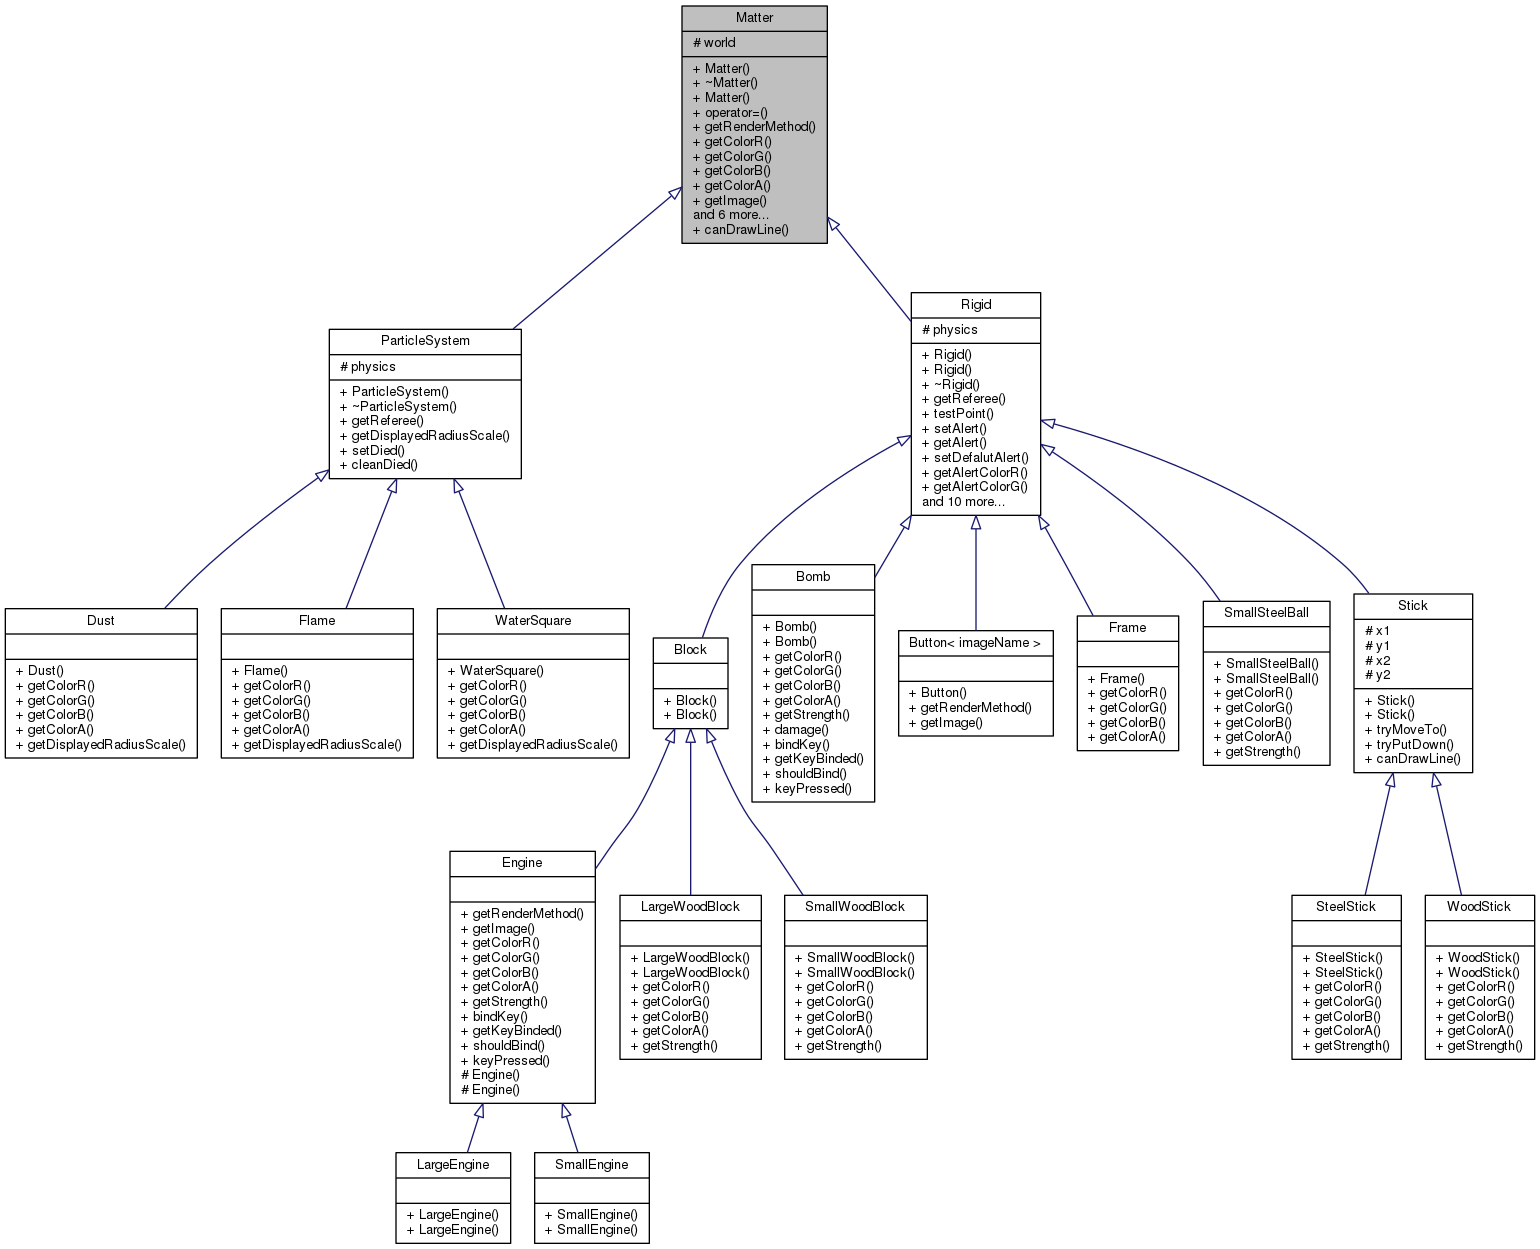 Matter
# world
+ Matter()
+ ~Matter()
+ Matter()
+ operator=()
+ getRenderMethod()
+ getColorR()
+ getColorG()
+ getColorB()
+ getColorA()
+ getImage()
and 6 more...
+ canDrawLine()
ParticleSystem
# physics
+ ParticleSystem()
+ ~ParticleSystem()
+ getReferee()
+ getDisplayedRadiusScale()
+ setDied()
+ cleanDied()
Rigid
# physics
+ Rigid()
+ Rigid()
+ ~Rigid()
+ getReferee()
+ testPoint()
+ setAlert()
+ getAlert()
+ setDefalutAlert()
+ getAlertColorR()
+ getAlertColorG()
and 10 more...
Dust
+ Dust()
+ getColorR()
+ getColorG()
+ getColorB()
+ getColorA()
+ getDisplayedRadiusScale()
Flame
+ Flame()
+ getColorR()
+ getColorG()
+ getColorB()
+ getColorA()
+ getDisplayedRadiusScale()
WaterSquare
+ WaterSquare()
+ getColorR()
+ getColorG()
+ getColorB()
+ getColorA()
+ getDisplayedRadiusScale()
Block
+ Block()
+ Block()
Bomb
+ Bomb()
+ Bomb()
+ getColorR()
+ getColorG()
+ getColorB()
+ getColorA()
+ getStrength()
+ damage()
+ bindKey()
+ getKeyBinded()
+ shouldBind()
+ keyPressed()
Button< imageName >
+ Button()
+ getRenderMethod()
+ getImage()
Frame
+ Frame()
+ getColorR()
+ getColorG()
+ getColorB()
+ getColorA()
SmallSteelBall
+ SmallSteelBall()
+ SmallSteelBall()
+ getColorR()
+ getColorG()
+ getColorB()
+ getColorA()
+ getStrength()
Stick
# x1
# y1
# x2
# y2
+ Stick()
+ Stick()
+ tryMoveTo()
+ tryPutDown()
+ canDrawLine()
Engine
+ getRenderMethod()
+ getImage()
+ getColorR()
+ getColorG()
+ getColorB()
+ getColorA()
+ getStrength()
+ bindKey()
+ getKeyBinded()
+ shouldBind()
+ keyPressed()
# Engine()
# Engine()
LargeWoodBlock
+ LargeWoodBlock()
+ LargeWoodBlock()
+ getColorR()
+ getColorG()
+ getColorB()
+ getColorA()
+ getStrength()
SmallWoodBlock
+ SmallWoodBlock()
+ SmallWoodBlock()
+ getColorR()
+ getColorG()
+ getColorB()
+ getColorA()
+ getStrength()
SteelStick
+ SteelStick()
+ SteelStick()
+ getColorR()
+ getColorG()
+ getColorB()
+ getColorA()
+ getStrength()
WoodStick
+ WoodStick()
+ WoodStick()
+ getColorR()
+ getColorG()
+ getColorB()
+ getColorA()
+ getStrength()
LargeEngine
+ LargeEngine()
+ LargeEngine()
SmallEngine
+ SmallEngine()
+ SmallEngine()